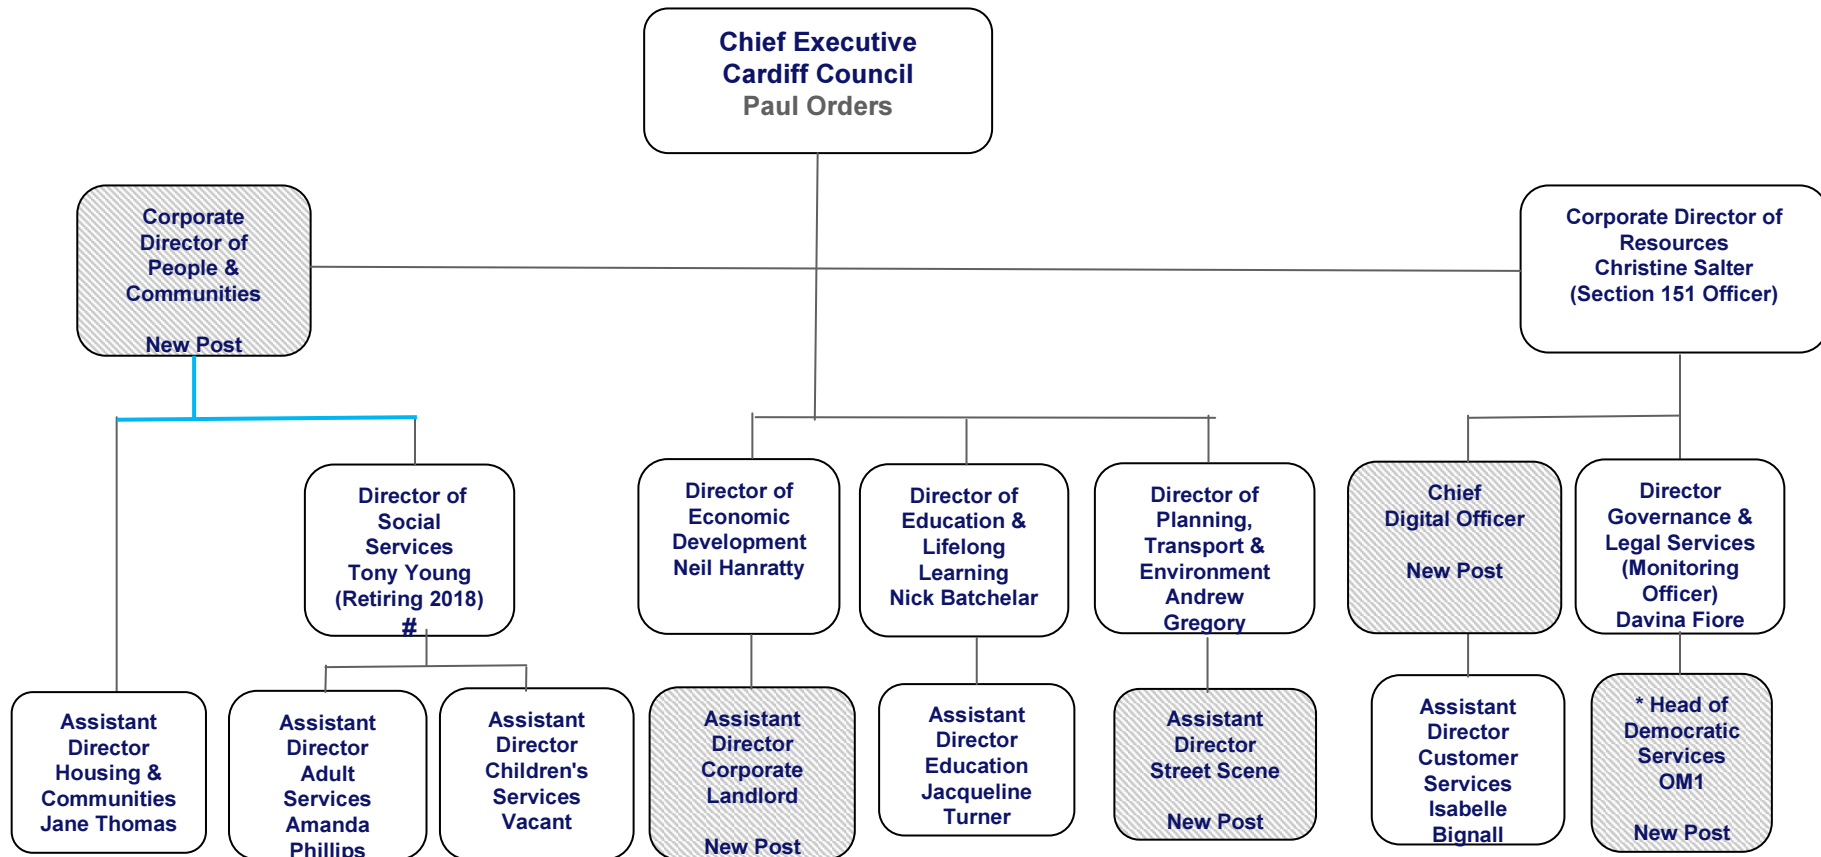 Chief Executive
Cardiff Council
Paul Orders
Corporate
Director of
People &
Communities
New Post
Corporate Director of
Resources
Christine Salter
(Section 151 Officer)
Director of
Social
Services
Tony Young
(Retiring 2018)
#
Director of
Economic
Development
Neil Hanratty
Director of
Education &
Lifelong
Learning
Nick Batchelar
Director of
Planning,
Transport &
Environment
Andrew
Gregory
Chief
Digital Officer
New Post
Director
Governance &
Legal Services
(Monitoring
Officer)
Davina Fiore
Assistant
Director
Housing &
Communities
Jane Thomas
Assistant
Director
Adult
Services
Amanda
Phillips
Assistant
Director
Children's
Services
Vacant
Assistant
Director
Corporate
Landlord
New Post
Assistant
Director
Education
Jacqueline
Turner
Assistant
Director
Street Scene
New Post
Assistant
Director
Customer
Services
Isabelle
Bignall
* Head of
Democratic
Services
OM1
New Post